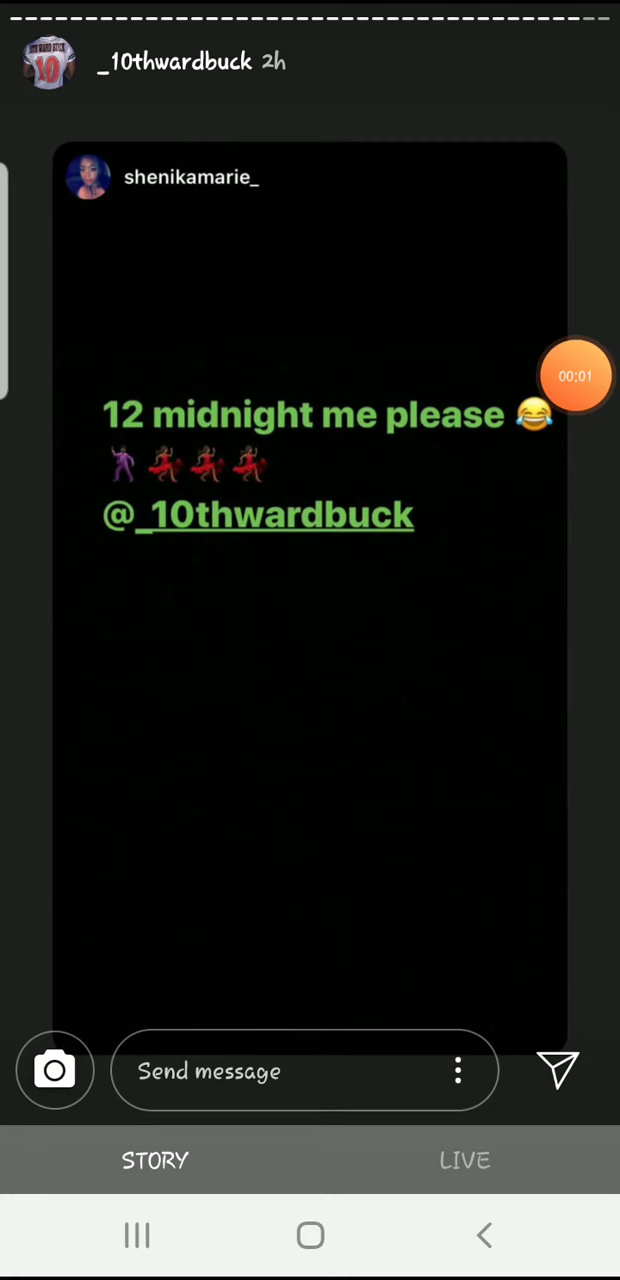 _10thwardbuck 2h
shenikamarie_
00:01
12 midnight me please 😂
🕺💃💃💃
@_10thwardbuck
Send message
STORY LIVE